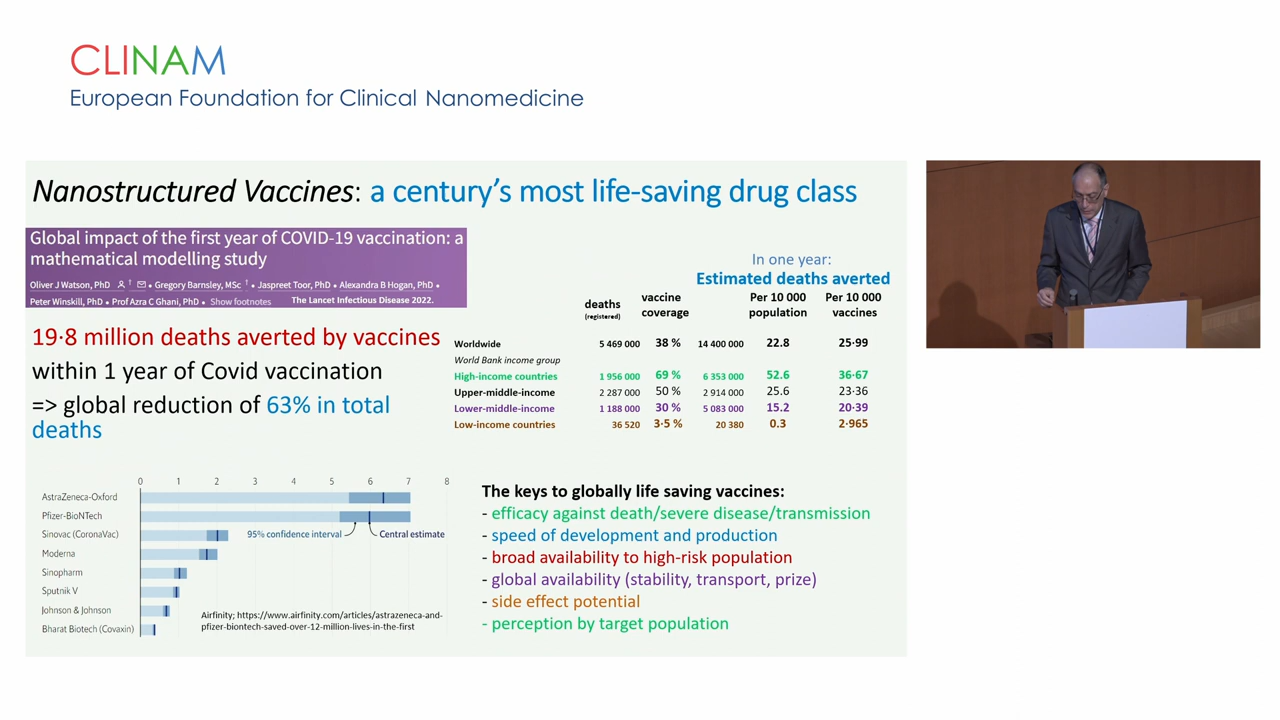 CLINAM
European Foundation for Clinical Nanomedicine
Nanostructured Vaccines: a century's most life-saving drug class
Global impact of the first year of COVID-19 vaccination: a
mathematical modelling study
Oliver J Watson, PhD † • Gregory Barnsley, MSc † • Jaspreet Toor, PhD • Alexandra B Hogan, PhD •
Peter Winskill, PhD • Prof Azra C Ghani, PhD • Show footnotes The Lancet Infectious Disease 2022.
19·8 million deaths averted by vaccines
within 1 year of Covid vaccination
=> global reduction of 63% in total
deaths
In one year:
Estimated deaths averted
deaths
(registered)
vaccine
coverage
Per 10 000
population
Per 10 000
vaccines
Worldwide 5 469 000 38 % 14 400 000 22.8 25·99
World Bank income group
High-income countries 1 956 000 69 % 6 353 000 52.6 36·67
Upper-middle-income 2 287 000 50 % 2 914 000 25.6 23·36
Lower-middle-income 1 188 000 30 % 5 083 000 15.2 20·39
Low-income countries 36 520 3·5 % 20 380 0.3 2·965
0 1 2 3 4 5 6 7 8
AstraZeneca-Oxford
Pfizer-BioNTech
Sinovac (CoronaVac)
95% confidence interval
Central estimate
Moderna
Sinopharm
Sputnik V
Johnson & Johnson
Bharat Biotech (Covaxin)
Airfinity; https://www.airfinity.com/articles/astrazeneca-and-
pfizer-biontech-saved-over-12-million-lives-in-the-first
The keys to globally life saving vaccines:
- efficacy against death/severe disease/transmission
- speed of development and production
- broad availability to high-risk population
- global availability (stability, transport, prize)
- side effect potential
- perception by target population